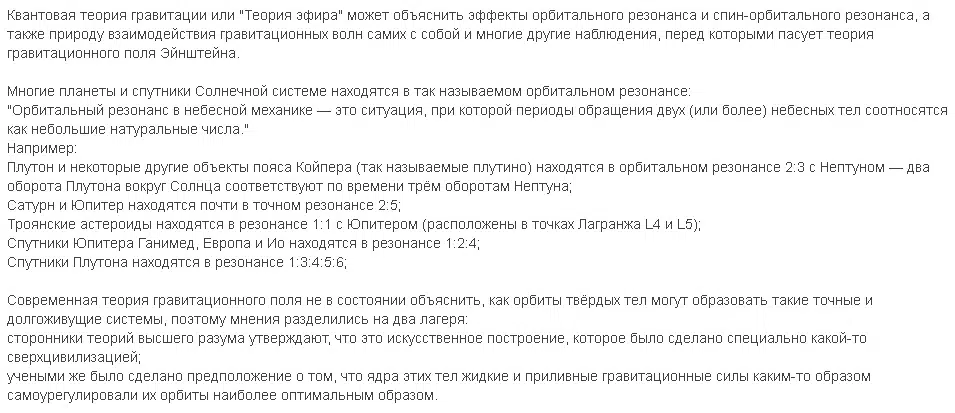 Квантовая теория гравитации или "Теория эфира" может объяснить эффекты орбитального резонанса и спин-орбитального резонанса, а
также природу взаимодействия гравитационных волн самих с собой и многие другие наблюдения, перед которыми пасует теория
гравитационного поля Эйнштейна.
Многие планеты и спутники Солнечной системе находятся в так называемом орбитальном резонансе:
"Орбитальный резонанс в небесной механике — это ситуация, при которой периоды обращения двух (или более) небесных тел соотносятся
как небольшие натуральные числа."
Например:
Плутон и некоторые другие объекты пояса Койпера (так называемые плутино) находятся в орбитальном резонансе 2:3 с Нептуном — два
оборота Плутона вокруг Солнца соответствуют по времени трём оборотам Нептуна;
Сатурн и Юпитер находятся почти в точном резонансе 2:5;
Троянские астероиды находятся в резонансе 1:1 с Юпитером (расположены в точках Лагранжа L4 и L5);
Спутники Юпитера Ганимед, Европа и Ио находятся в резонансе 1:2:4;
Спутники Плутона находятся в резонансе 1:3:4:5:6;
Современная теория гравитационного поля не в состоянии объяснить, как орбиты твёрдых тел могут образовать такие точные и
долгоживущие системы, поэтому мнения разделились на два лагеря:
сторонники теорий высшего разума утверждают, что это искусственное построение, которое было сделано специально какой-то
сверхцивилизацией;
учеными же было сделано предположение о том, что ядра этих тел жидкие и приливные гравитационные силы каким-то образом
самоурегулировали их орбиты наиболее оптимальным образом.